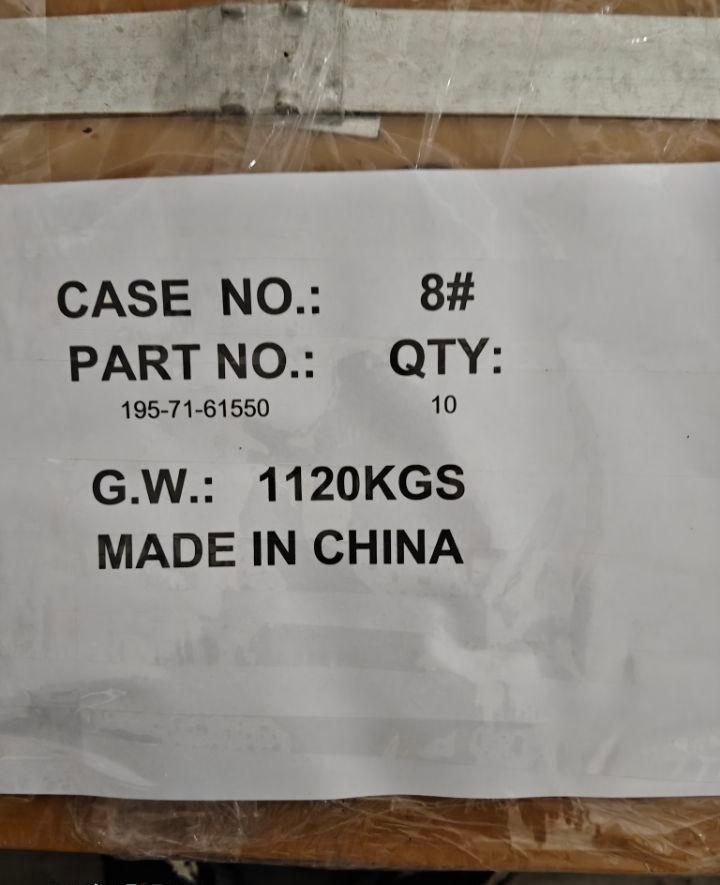 CASE NO.: 8#
PART NO.: QTY:
195-71-61550 10
G.W.: 1120KGS
MADE IN CHINA